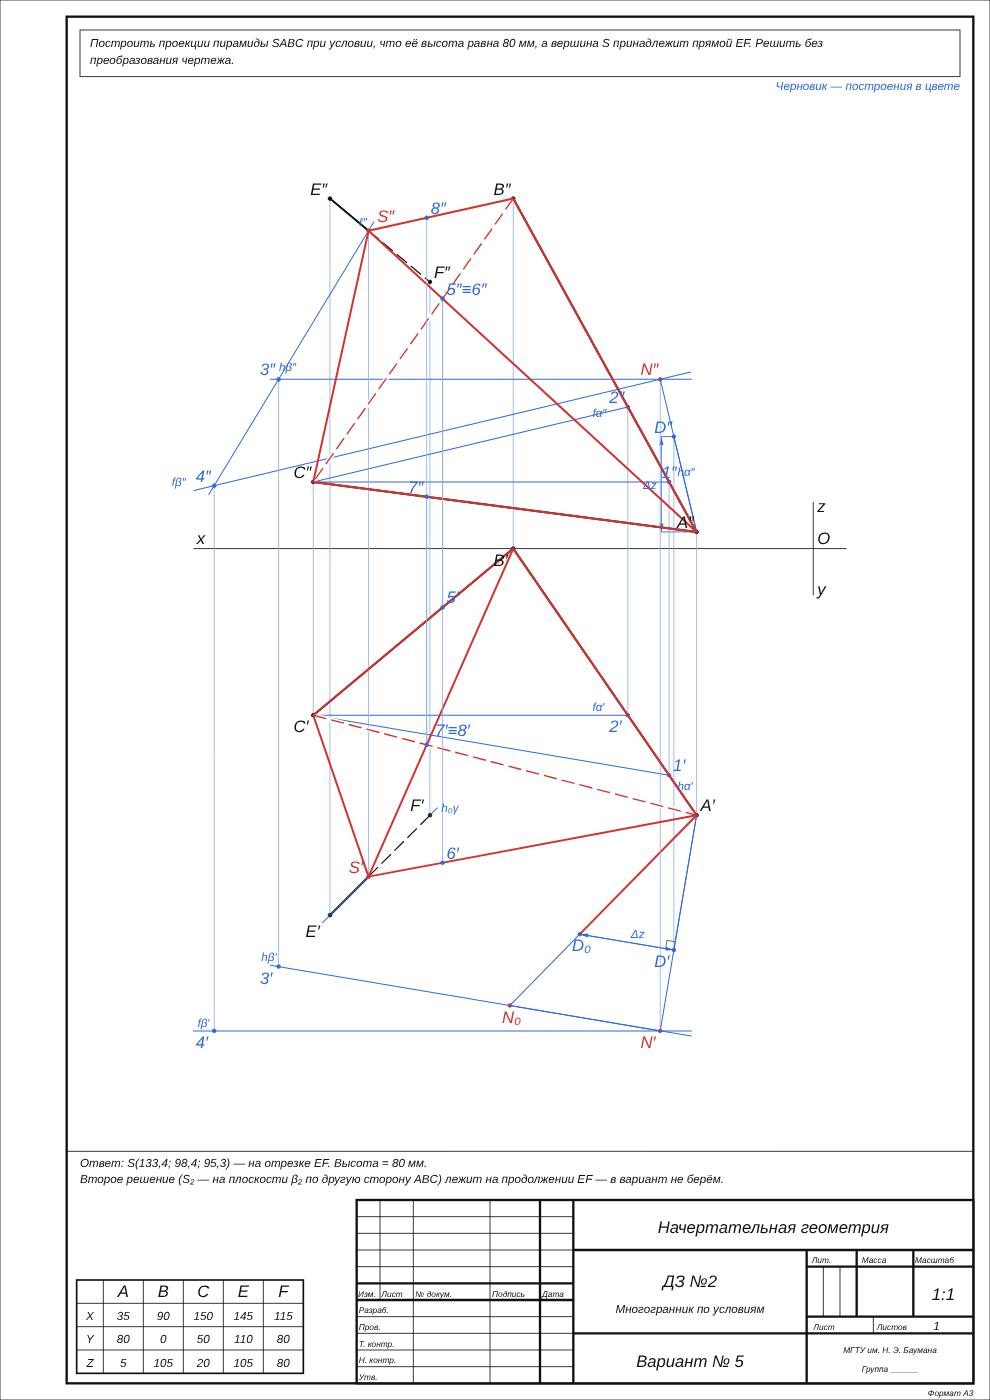 Построить проекции пирамиды SABC при условии, что её высота равна 80 мм, а вершина S принадлежит прямой EF. Решить без
преобразования чертежа.
Черновик — построения в цвете
E″
B″
8″
S″
f″
F″
5″≡6″
3″ hβ″
N″
2″
fα″
D″
C″
1″ hα″
fβ″ 4″
7″
Δz
A″
z
x
O
B′
y
5′
C′
fα′
2′
7′≡8′
1′
hα′
F′
h₀γ
A′
6′
S′
E′
Δz
D₀
D′
hβ′
3′
N₀
fβ′
4′
N′
Ответ: S(133,4; 98,4; 95,3) — на отрезке EF. Высота = 80 мм.
Второе решение (S₂ — на плоскости β₂ по другую сторону ABC) лежит на продолжении EF — в вариант не берём.
A B C E F
X 35 90 150 145 115
Y 80 0 50 110 80
Z 5 105 20 105 80
Изм. Лист № докум. Подпись Дата
Разраб.
Пров.
Т. контр.
Н. контр.
Утв.
Начертательная геометрия
ДЗ №2
Многогранник по условиям
Лит. Масса Масштаб
1:1
Лист Листов 1
Вариант № 5
МГТУ им. Н. Э. Баумана
Группа ______
Формат А3